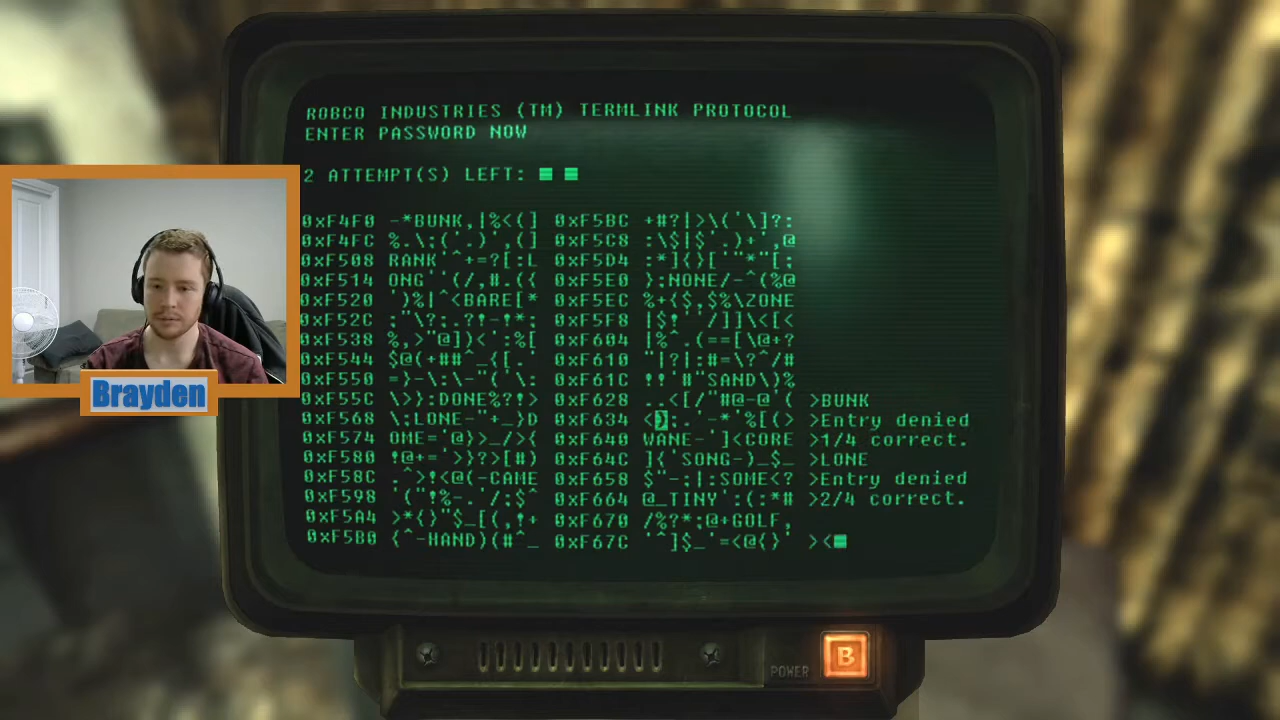 ROBCO INDUSTRIES (TM) TERMLINK PROTOCOL
ENTER PASSWORD NOW
2 ATTEMPT(S) LEFT:
0xF4F0 -*BUNK,|%<(] 0xF5BC +#?|>\('\]?:
0xF4FC %.\:('.)',(] 0xF5C8 :\$|$'.)+',@
0xF508 RANK'^+=?[:L 0xF5D4 :*]{}['"*"[;
0xF514 ONG''(/,#.({ 0xF5E0 }:NONE/-^(%@
0xF520 ')%|^<BARE[* 0xF5EC %+{$,$%\ZONE
0xF52C ;"\?;.?!-!*; 0xF5F8 |$!''/]]\<[<
0xF538 %,>"@])<':%[ 0xF604 |%^.(==[\@+?
0xF544 $@(+##^_{[.' 0xF610 "|?|:#=\?^/#
0xF550 =}-\:\-"('\: 0xF61C !!'#"SAND\)%
0xF55C \>}:DONE%?!> 0xF628 ..<[/"#@-@'( >BUNK
0xF568 \:LONE-"+_}D 0xF634 <):.'-*'%[(> >Entry denied
0xF574 OME='@}>_/>{ 0xF640 WANE-']<CORE >1/4 correct.
0xF580 !@+='>}?>[#) 0xF64C ]{'SONG-)_$_ >LONE
0xF58C .^>!<@(-CAME 0xF658 $"-;|:SOME<? >Entry denied
0xF598 '("!%-.'/:$^ 0xF664 @_TINY':(:*# >2/4 correct.
0xF5A4 >*{}"$_[(,!+ 0xF670 /%?*;@+GOLF,
0xF5B0 {^-HAND)(#^_ 0xF67C '^]$_'=<@{}' ><
Brayden
POWER
B